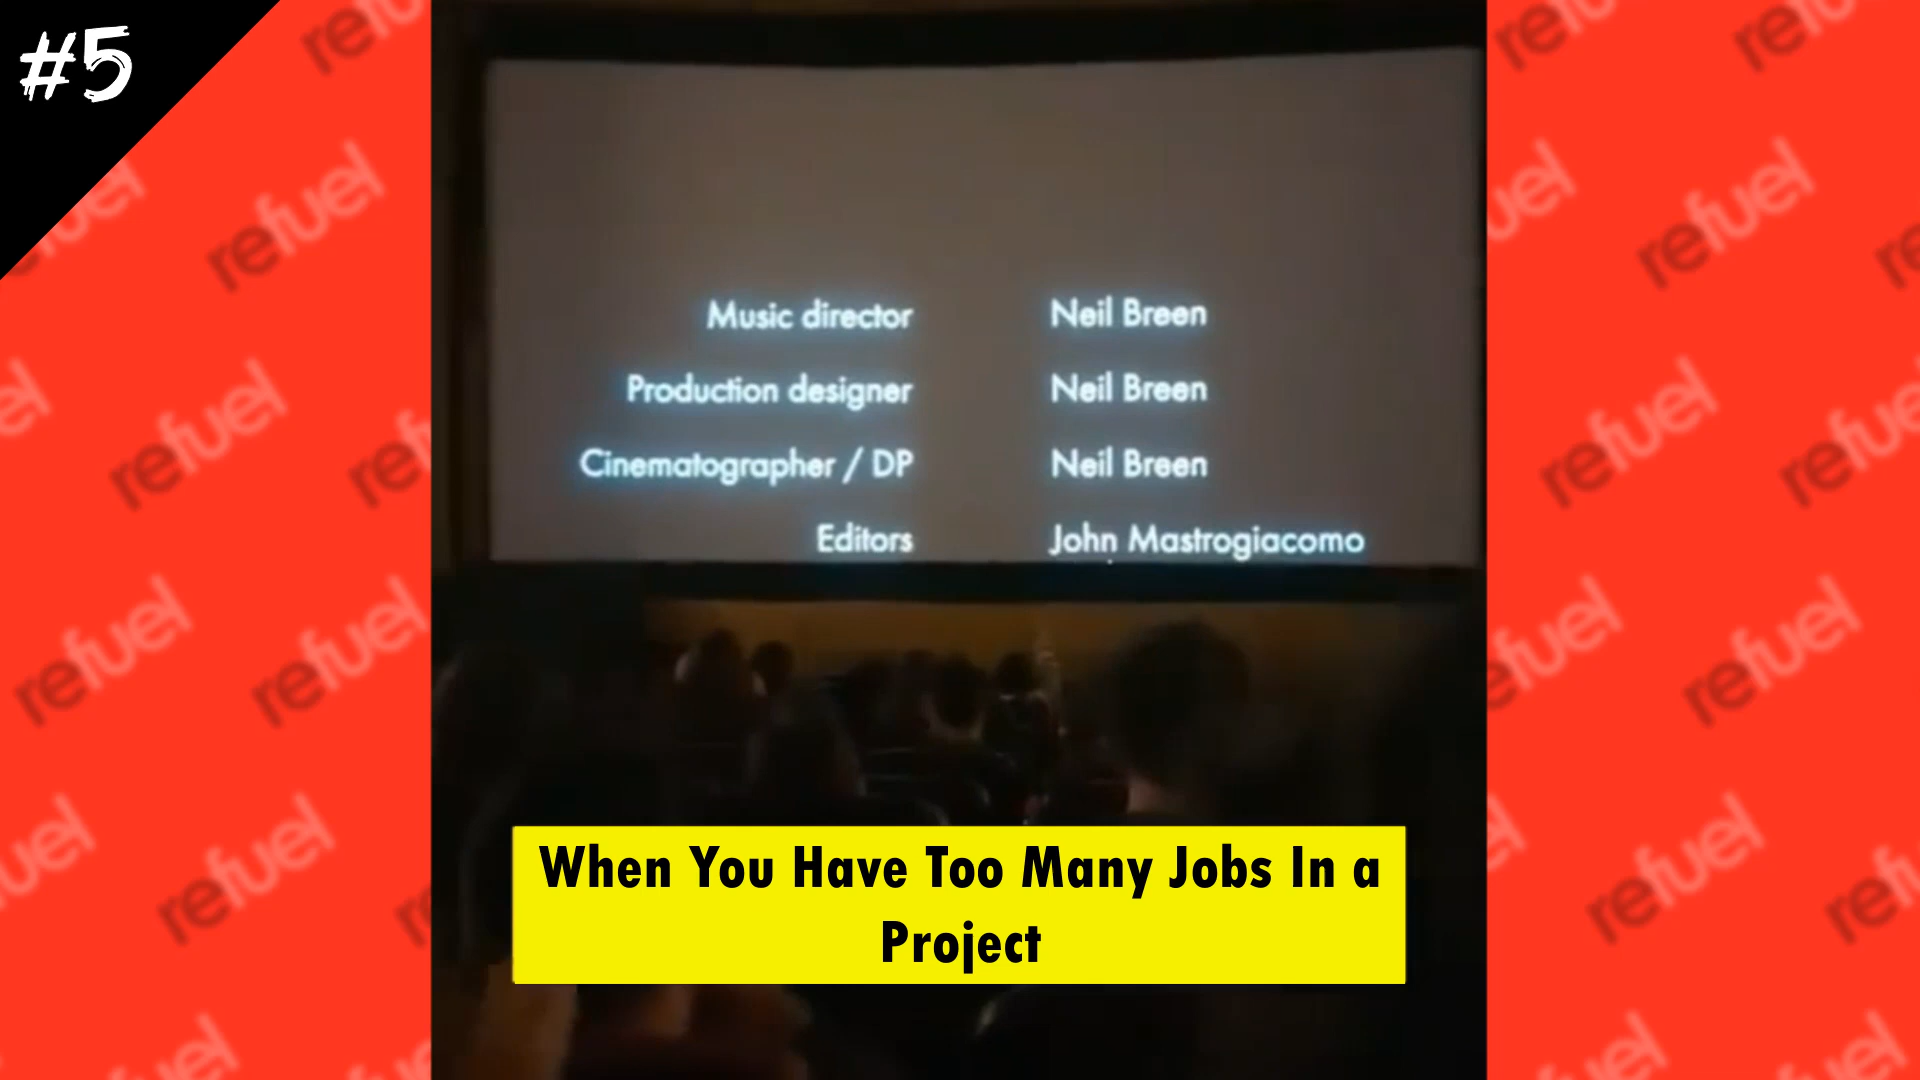 #5
Music director Neil Breen
Production designer Neil Breen
Cinematographer / DP Neil Breen
Editors John Mastrogiacomo
When You Have Too Many Jobs In a
Project
refuel